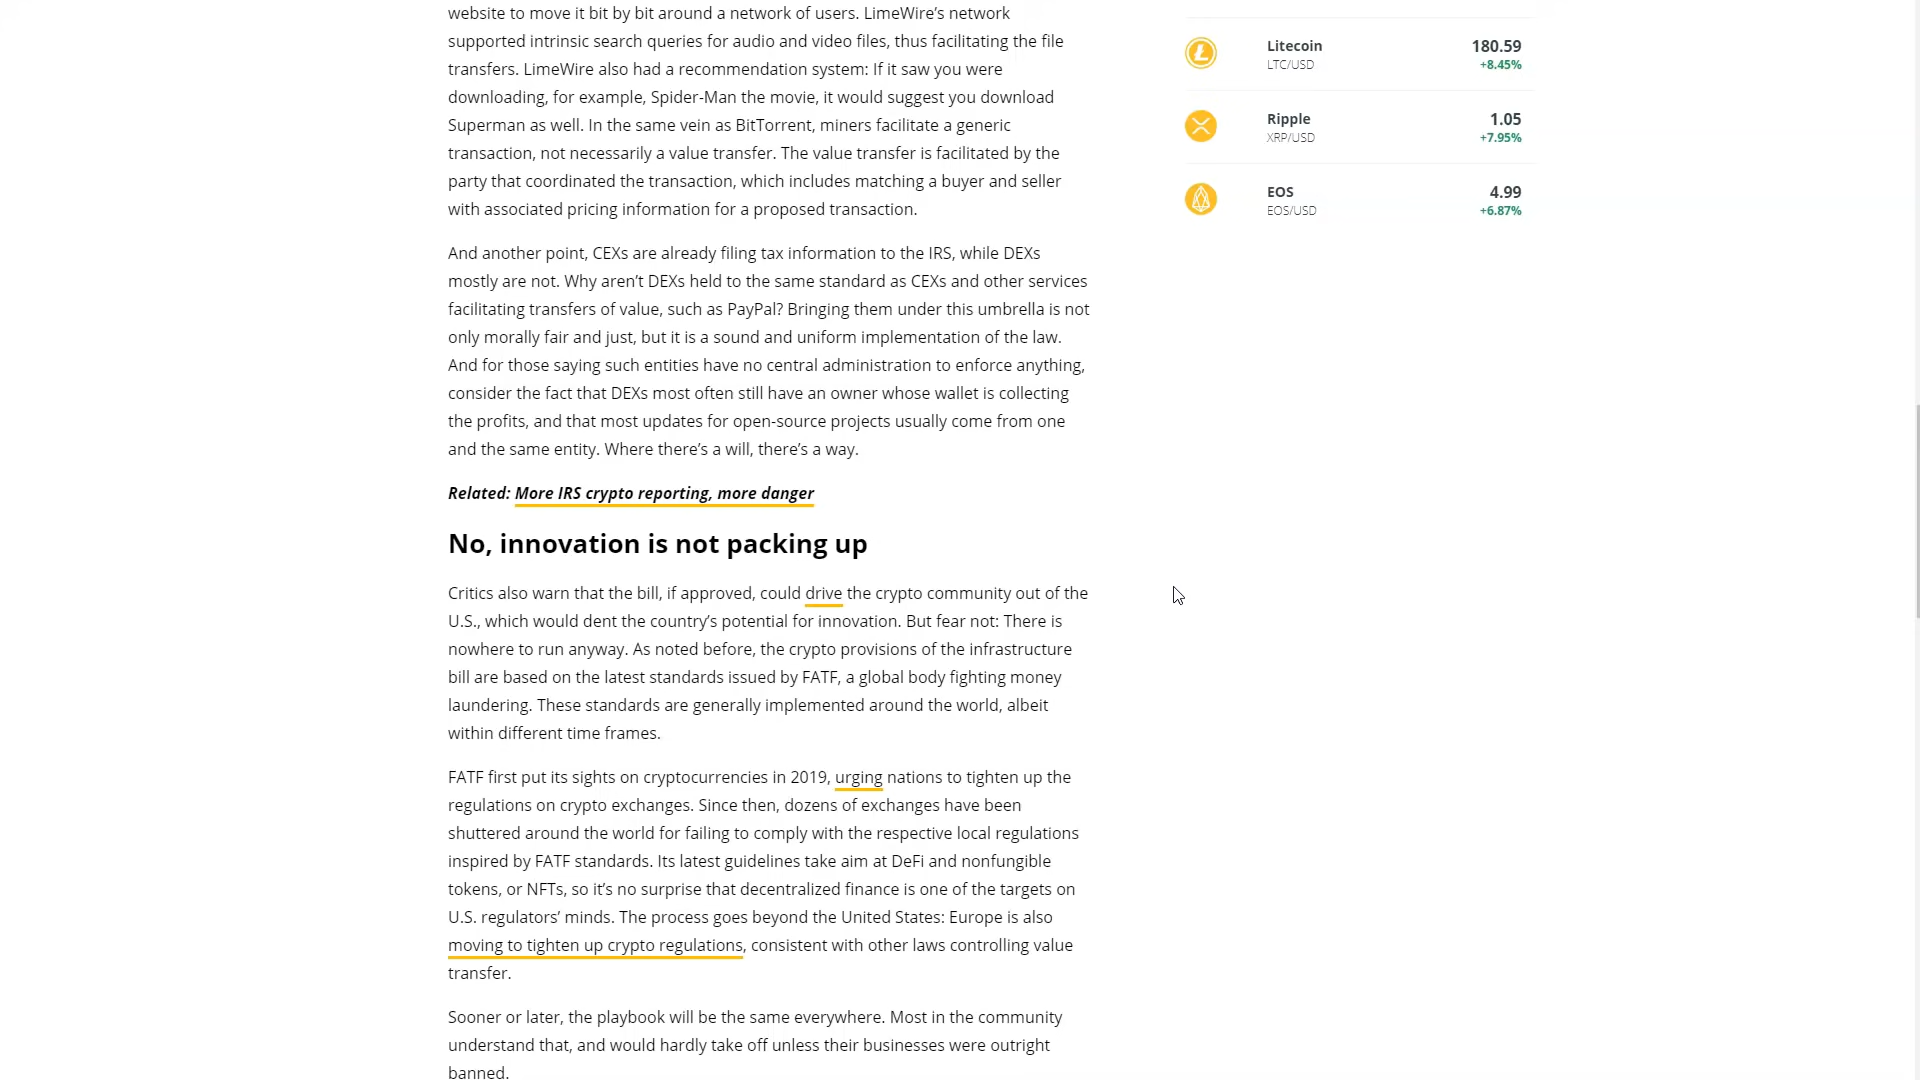 website to move it bit by bit around a network of users. LimeWire’s network
supported intrinsic search queries for audio and video files, thus facilitating the file
transfers. LimeWire also had a recommendation system: If it saw you were
downloading, for example, Spider-Man the movie, it would suggest you download
Superman as well. In the same vein as BitTorrent, miners facilitate a generic
transaction, not necessarily a value transfer. The value transfer is facilitated by the
party that coordinated the transaction, which includes matching a buyer and seller
with associated pricing information for a proposed transaction.
And another point, CEXs are already filing tax information to the IRS, while DEXs
mostly are not. Why aren’t DEXs held to the same standard as CEXs and other services
facilitating transfers of value, such as PayPal? Bringing them under this umbrella is not
only morally fair and just, but it is a sound and uniform implementation of the law.
And for those saying such entities have no central administration to enforce anything,
consider the fact that DEXs most often still have an owner whose wallet is collecting
the profits, and that most updates for open-source projects usually come from one
and the same entity. Where there’s a will, there’s a way.
Related: More IRS crypto reporting, more danger
No, innovation is not packing up
Critics also warn that the bill, if approved, could drive the crypto community out of the
U.S., which would dent the country’s potential for innovation. But fear not: There is
nowhere to run anyway. As noted before, the crypto provisions of the infrastructure
bill are based on the latest standards issued by FATF, a global body fighting money
laundering. These standards are generally implemented around the world, albeit
within different time frames.
FATF first put its sights on cryptocurrencies in 2019, urging nations to tighten up the
regulations on crypto exchanges. Since then, dozens of exchanges have been
shuttered around the world for failing to comply with the respective local regulations
inspired by FATF standards. Its latest guidelines take aim at DeFi and nonfungible
tokens, or NFTs, so it’s no surprise that decentralized finance is one of the targets on
U.S. regulators’ minds. The process goes beyond the United States: Europe is also
moving to tighten up crypto regulations, consistent with other laws controlling value
transfer.
Sooner or later, the playbook will be the same everywhere. Most in the community
understand that, and would hardly take off unless their businesses were outright
banned.
Litecoin 180.59
LTC/USD +8.45%
Ripple 1.05
XRP/USD +7.95%
EOS 4.99
EOS/USD +6.87%